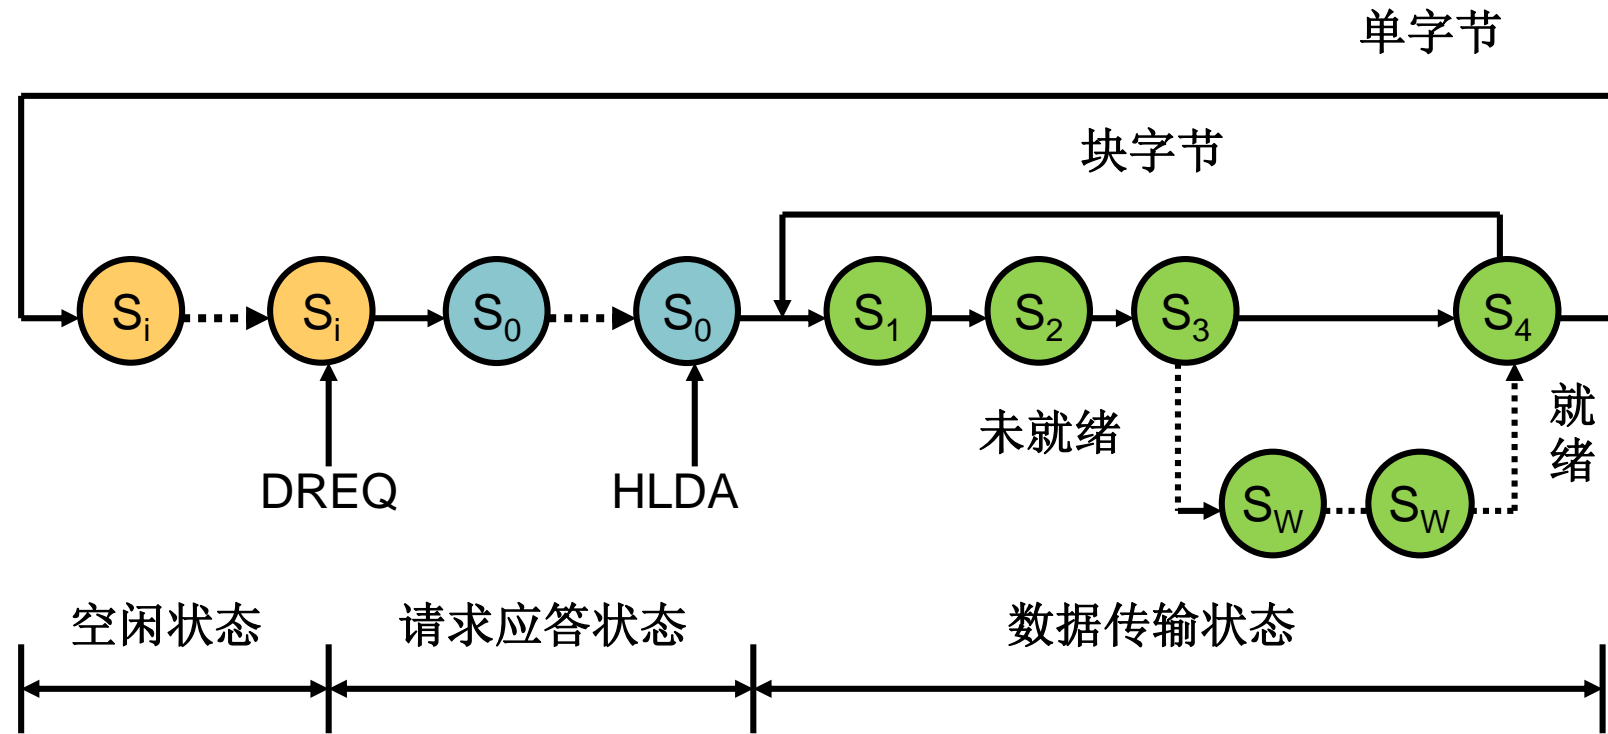 单字节
块字节
Si Si S0 S0 S1 S2 S3 S4
未就绪
就
绪
DREQ HLDA
SW SW
空闲状态 请求应答状态 数据传输状态